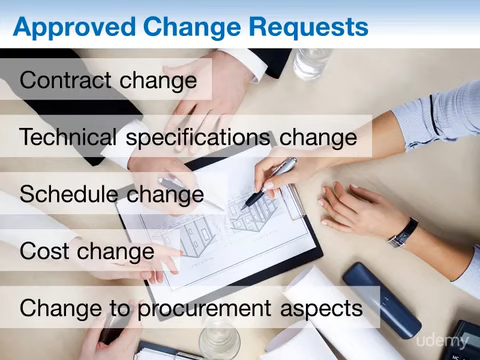 Approved Change Requests
Contract change
Technical specifications change
Schedule change
Cost change
Change to procurement aspects
udemy